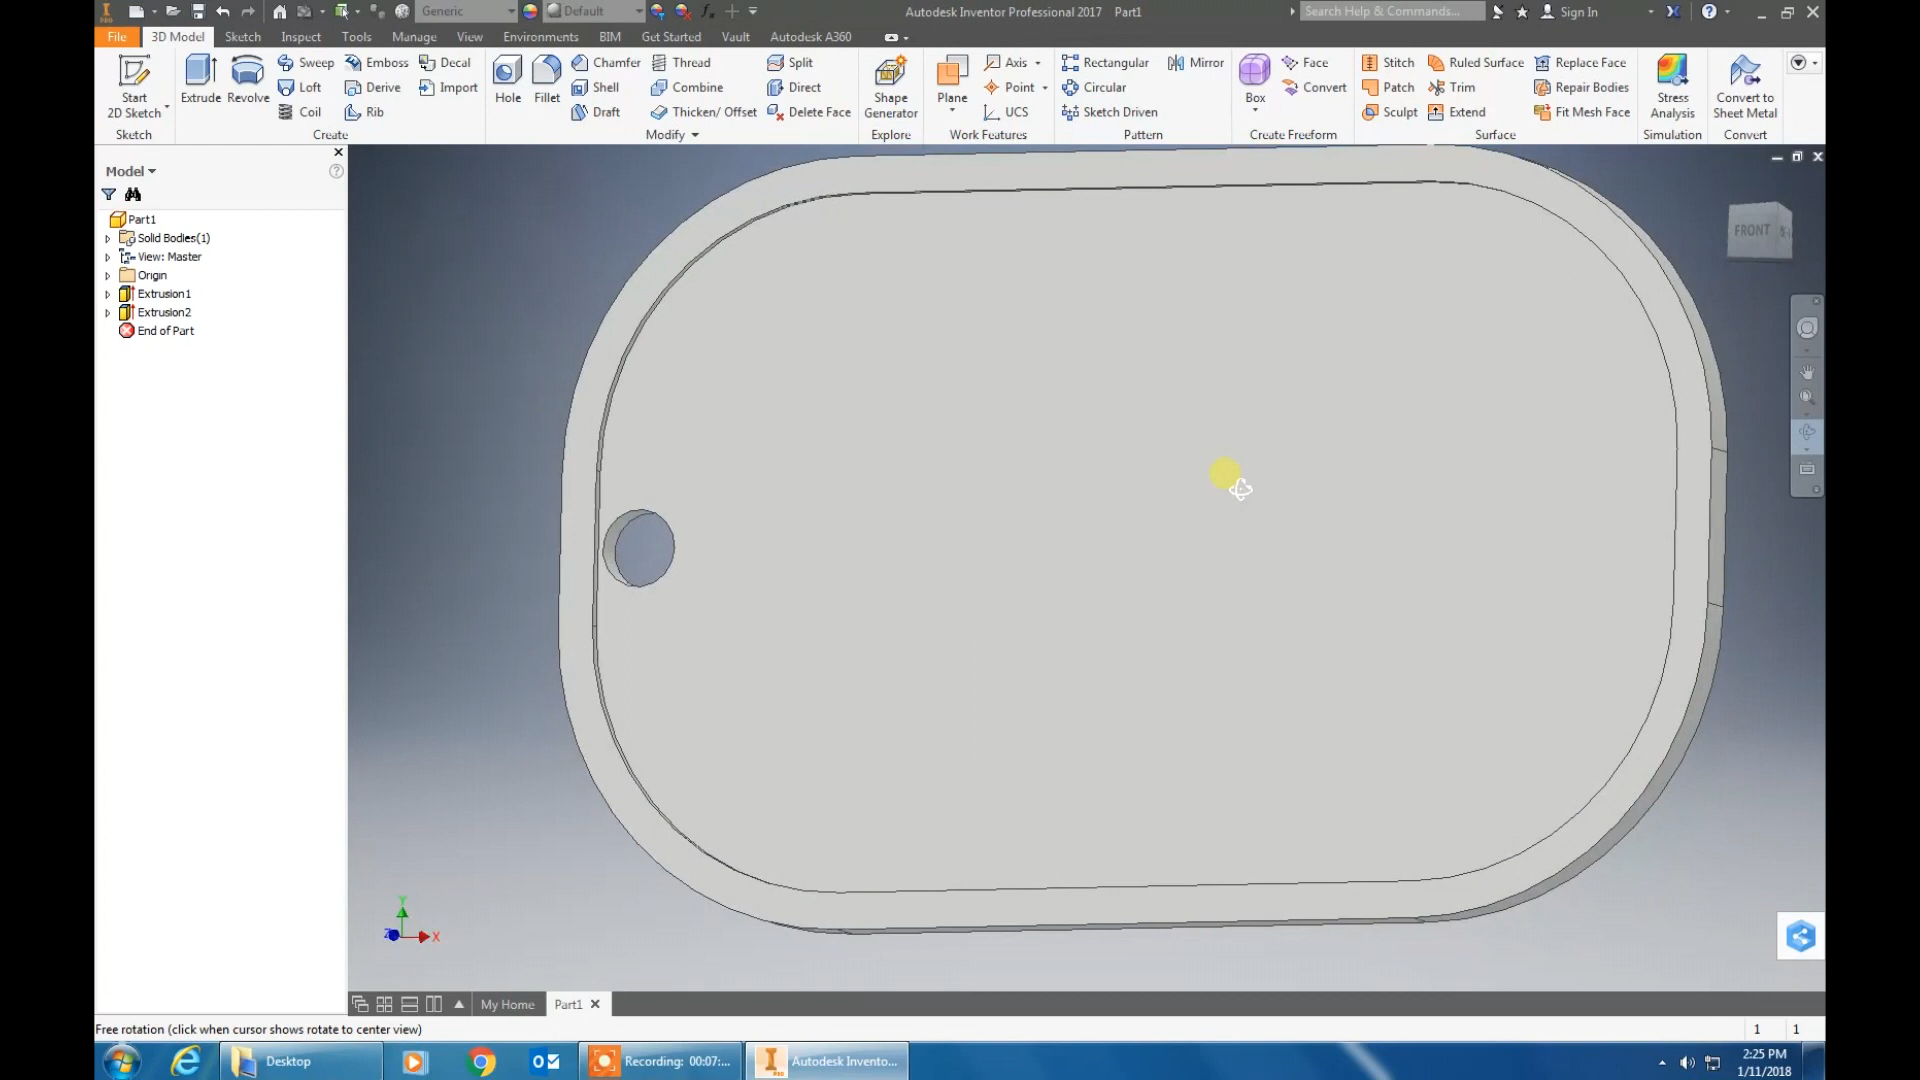 Generic
Default
Autodesk Inventor Professional 2017 Part1
Search Help & Commands...
Sign In
File 3D Model Sketch Inspect Tools Manage View Environments BIM Get Started Vault Autodesk A360
Start
2D Sketch
Sketch
Extrude Revolve
Sweep Emboss Decal
Loft Derive Import
Coil Rib
Create
Hole Fillet
Chamfer Thread Split
Shell Combine Direct
Draft Thicken/ Offset Delete Face
Modify
Shape
Generator
Explore
Plane
Axis
Point
UCS
Work Features
Rectangular Mirror
Circular
Sketch Driven
Pattern
Box
Face
Convert
Create Freeform
Stitch Ruled Surface Replace Face
Patch Trim Repair Bodies
Sculpt Extend Fit Mesh Face
Surface
Stress
Analysis
Simulation
Convert to
Sheet Metal
Convert
Model
Part1
Solid Bodies(1)
View: Master
Origin
Extrusion1
Extrusion2
End of Part
FRONT
Y
Z
X
My Home Part1
Free rotation (click when cursor shows rotate to center view)
1 1
Desktop
Recording: 00:07:...
Autodesk Invento...
2:25 PM
1/11/2018